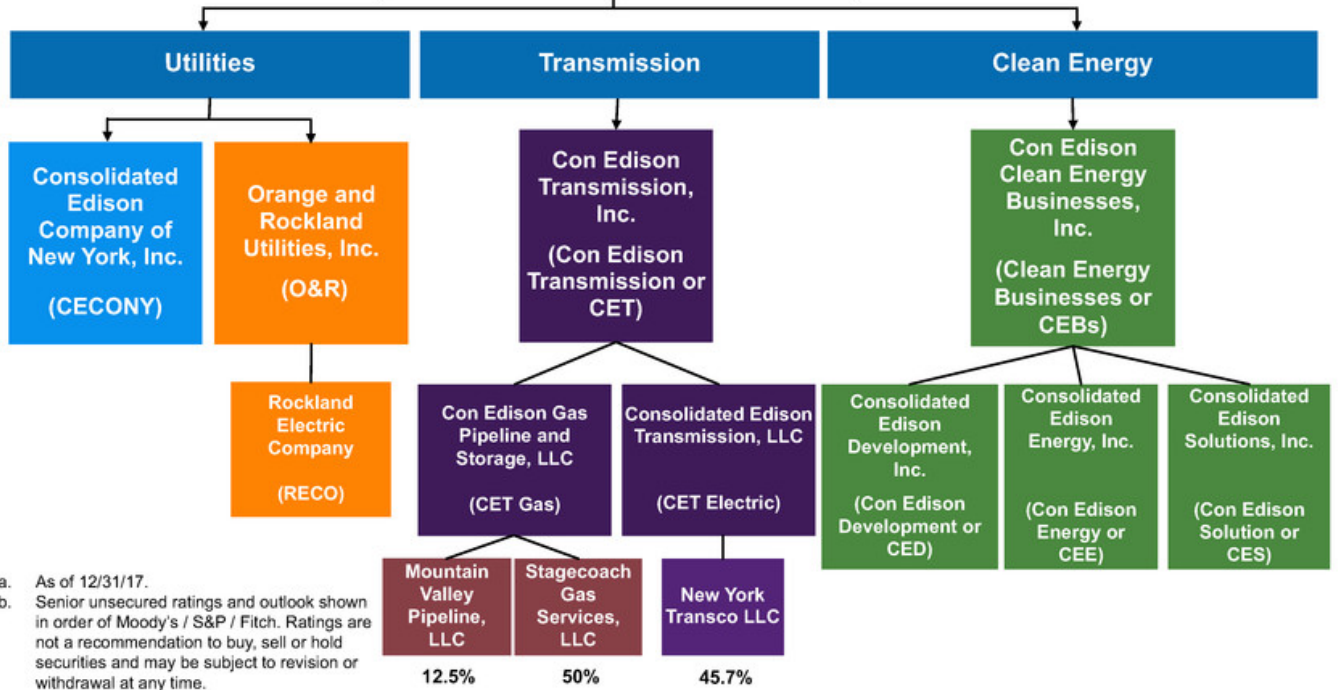 Utilities
Transmission
Clean Energy
Consolidated
Edison
Company of
New York, Inc.
(CECONY)
Orange and
Rockland
Utilities, Inc.
(O&R)
Con Edison
Transmission,
Inc.
(Con Edison
Transmission or
CET)
Con Edison
Clean Energy
Businesses,
Inc.
(Clean Energy
Businesses or
CEBs)
Rockland
Electric
Company
(RECO)
Con Edison Gas
Pipeline and
Storage, LLC
(CET Gas)
Consolidated Edison
Transmission, LLC
(CET Electric)
Consolidated
Edison
Development,
Inc.
(Con Edison
Development or
CED)
Consolidated
Edison
Energy, Inc.
(Con Edison
Energy or
CEE)
Consolidated
Edison
Solutions, Inc.
(Con Edison
Solution or
CES)
Mountain
Valley
Pipeline,
LLC
12.5%
Stagecoach
Gas
Services,
LLC
50%
New York
Transco LLC
45.7%
a. As of 12/31/17.
b. Senior unsecured ratings and outlook shown
in order of Moody's / S&P / Fitch. Ratings are
not a recommendation to buy, sell or hold
securities and may be subject to revision or
withdrawal at any time.